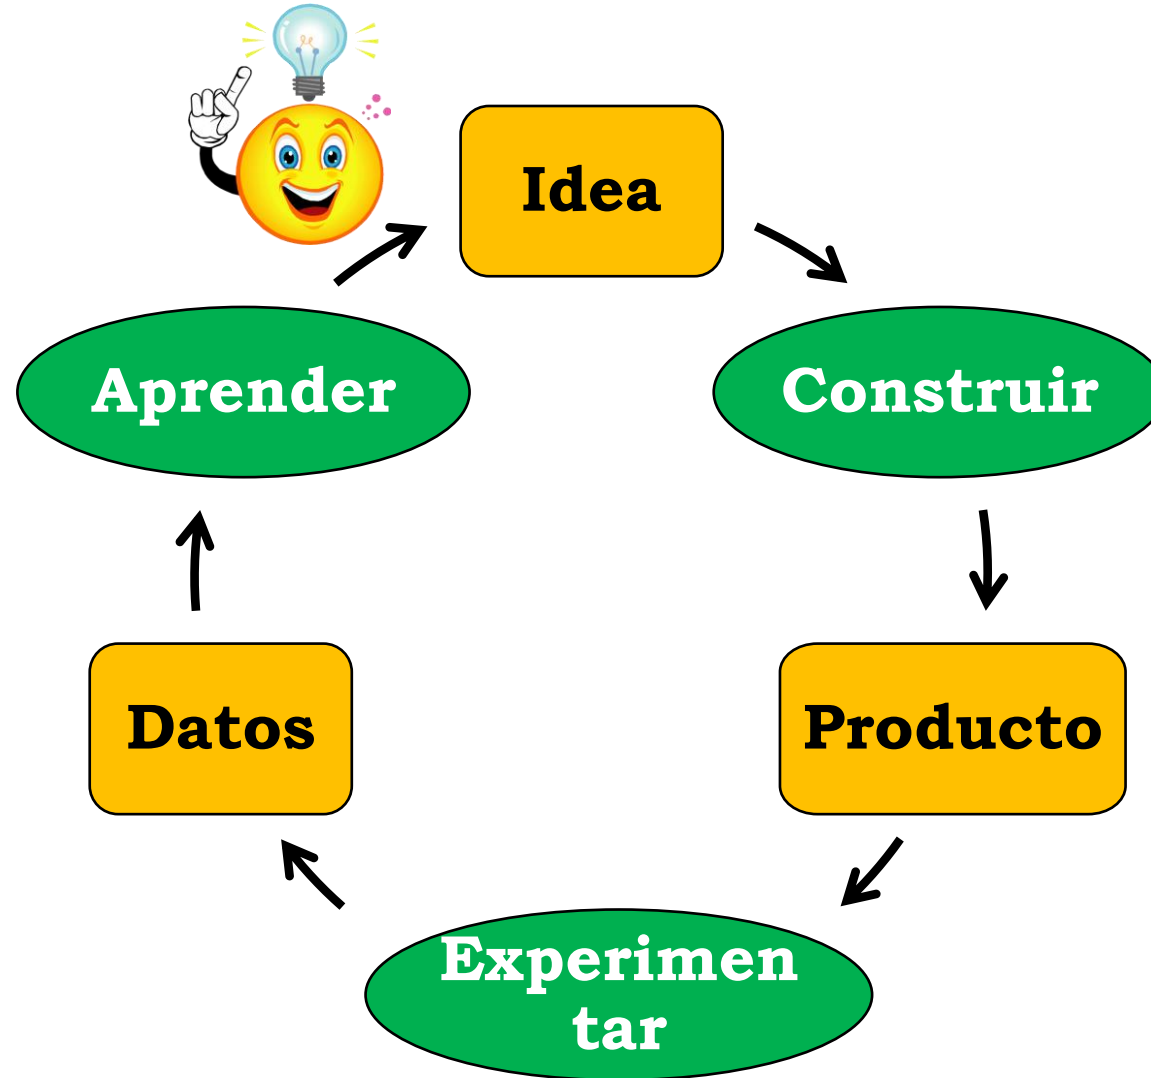 Idea
Aprender
Construir
Datos
Producto
Experimen
tar